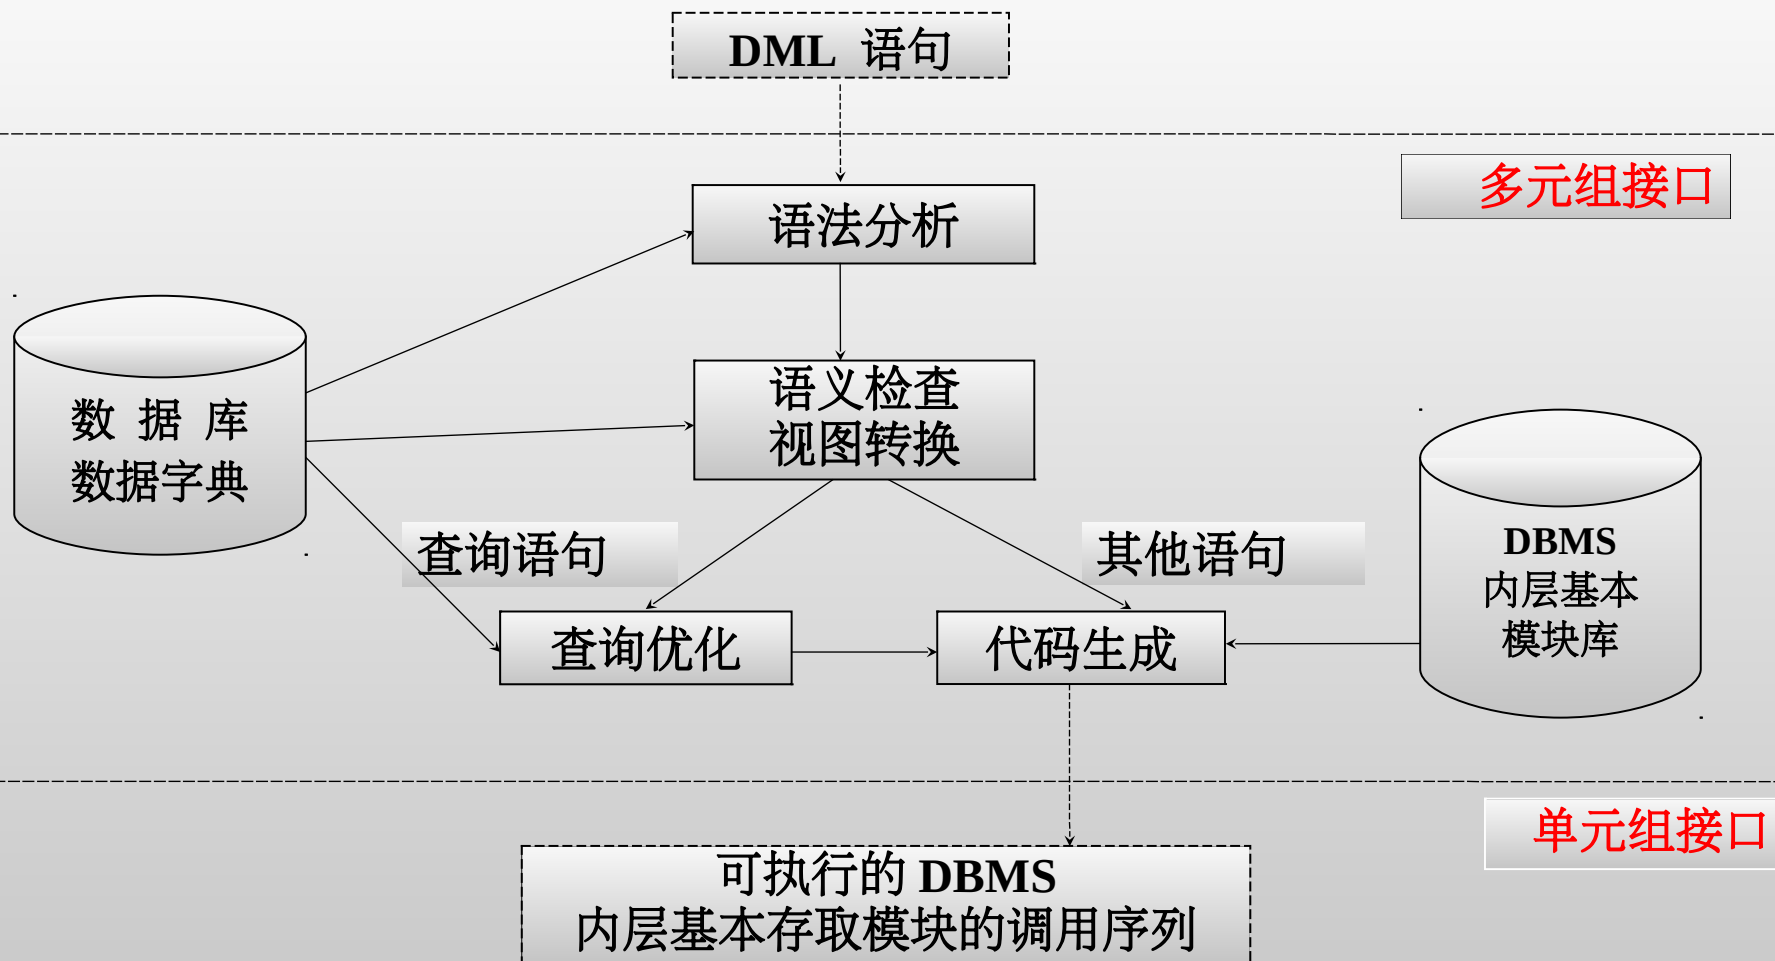 DML 语句
多元组接口
语法分析
语义检查
视图转换
数 据 库
数据字典
查询语句
其他语句
DBMS
内层基本
模块库
查询优化
代码生成
单元组接口
可执行的 DBMS
内层基本存取模块的调用序列